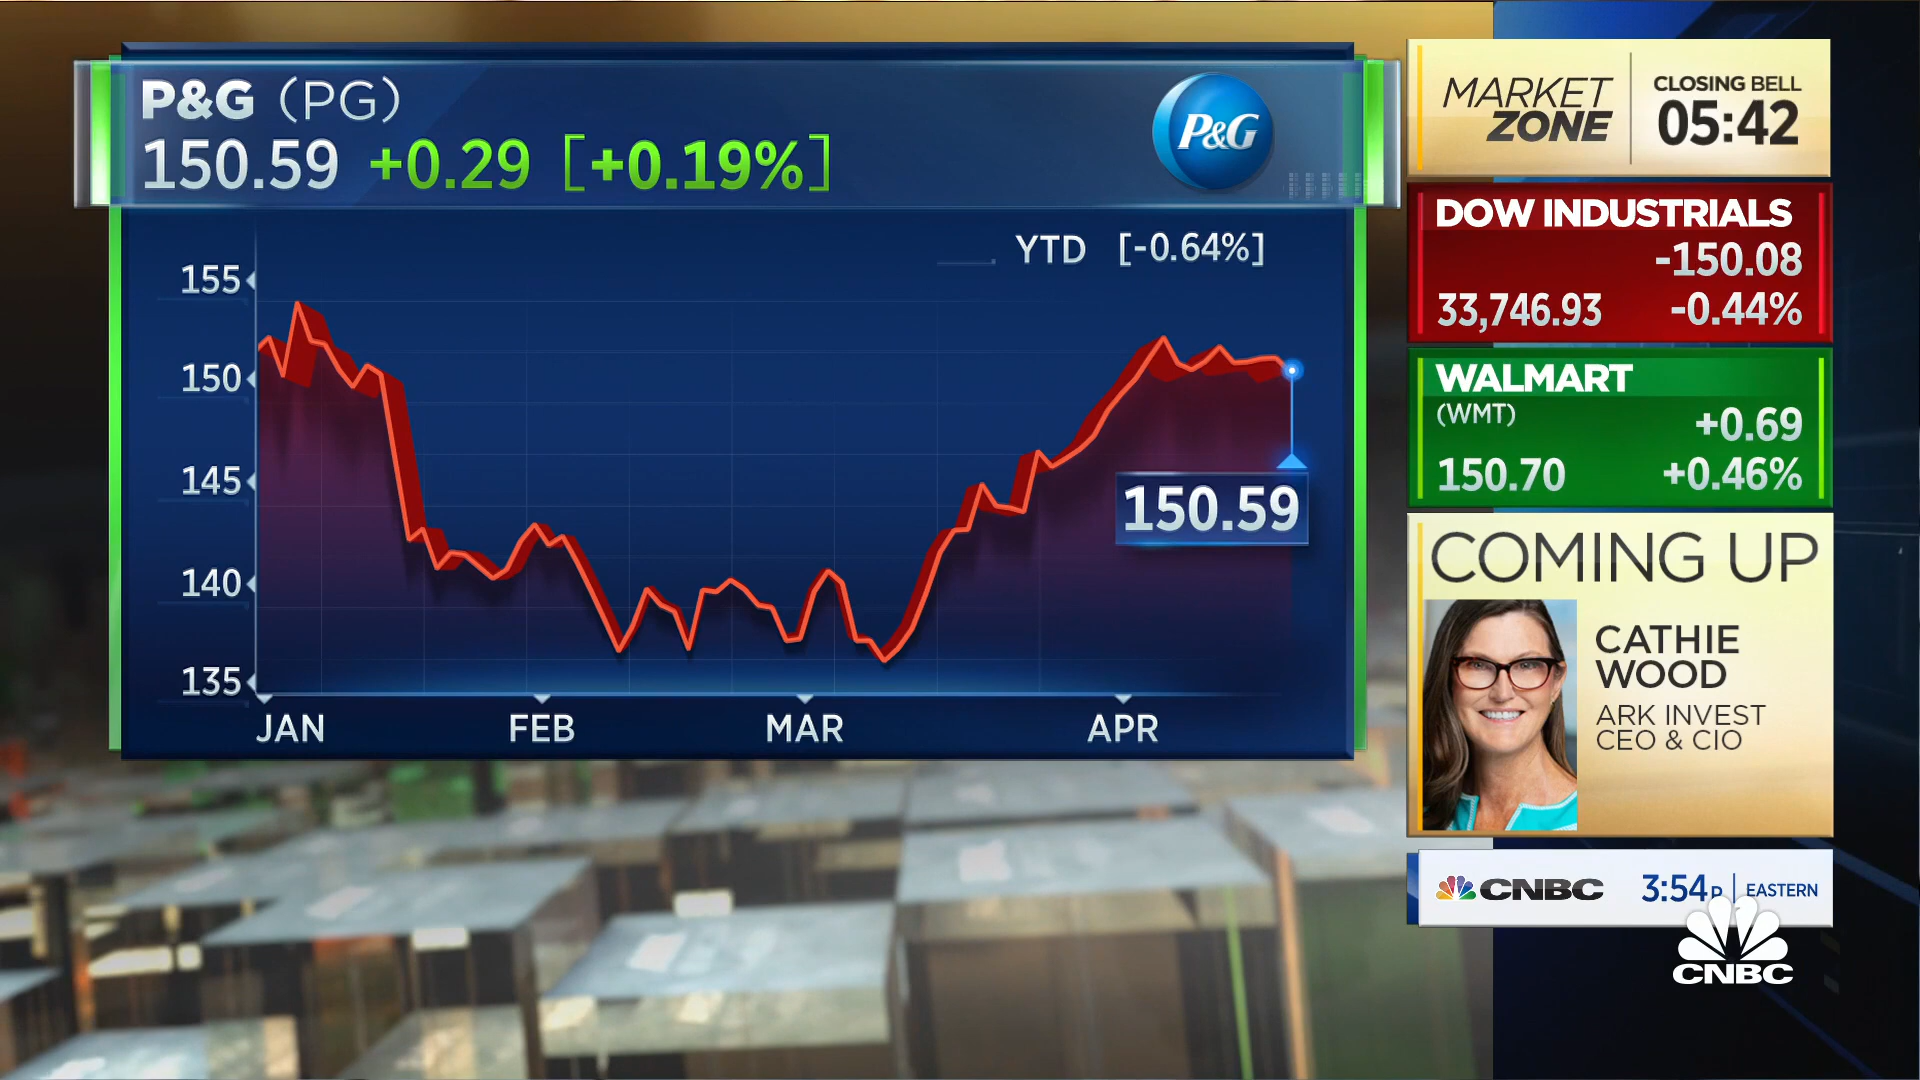 P&G (PG)
150.59 +0.29 [+0.19%]
P&G
YTD [-0.64%]
155
150
145
140
135
150.59
JAN FEB MAR APR
MARKET
ZONE
CLOSING BELL
05:42
DOW INDUSTRIALS
-150.08
33,746.93 -0.44%
WALMART
(WMT) +0.69
150.70 +0.46%
COMING UP
CATHIE
WOOD
ARK INVEST
CEO & CIO
CNBC 3:54P EASTERN
CNBC